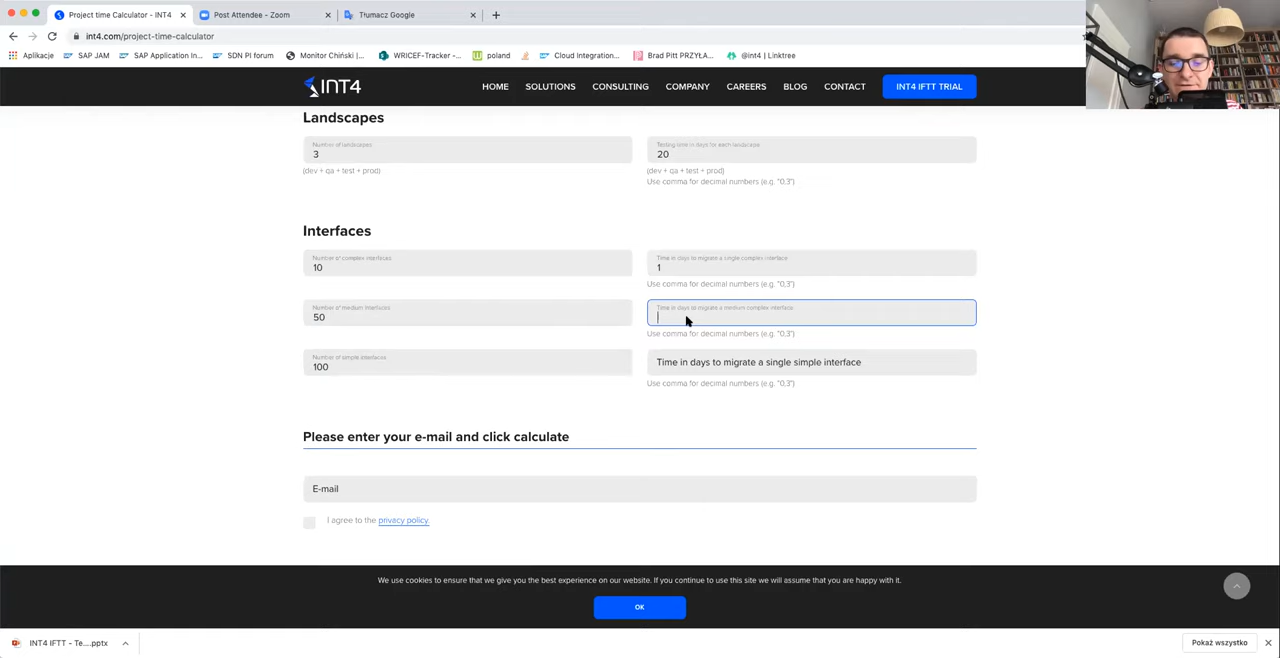 Project time Calculator - INT4
Post Attendee - Zoom
Tłumacz Google
int4.com/project-time-calculator
Aplikacje
SAP JAM
SAP Application In...
SDN PI forum
Monitor Chiński |...
WRICEF-Tracker -...
poland
Cloud Integration...
Brad Pitt PRZYŁA...
@int4 | Linktree
INT4
HOME
SOLUTIONS
CONSULTING
COMPANY
CAREERS
BLOG
CONTACT
INT4 IFTT TRIAL
Landscapes
Number of landscapes
3
(dev + qa + test + prod)
Testing time in days for each landscape
20
(dev + qa + test + prod)
Use comma for decimal numbers (e.g. "0,3")
Interfaces
Number of complex interfaces
10
Time in days to migrate a single complex interface
1
Use comma for decimal numbers (e.g. "0,3")
Number of medium interfaces
50
Time in days to migrate a medium complex interface
Use comma for decimal numbers (e.g. "0,3")
Number of simple interfaces
100
Time in days to migrate a single simple interface
Use comma for decimal numbers (e.g. "0,3")
Please enter your e-mail and click calculate
E-mail
I agree to the privacy policy.
We use cookies to ensure that we give you the best experience on our website. If you continue to use this site we will assume that you are happy with it.
OK
INT4 IFTT - Te....pptx
Pokaż wszystko